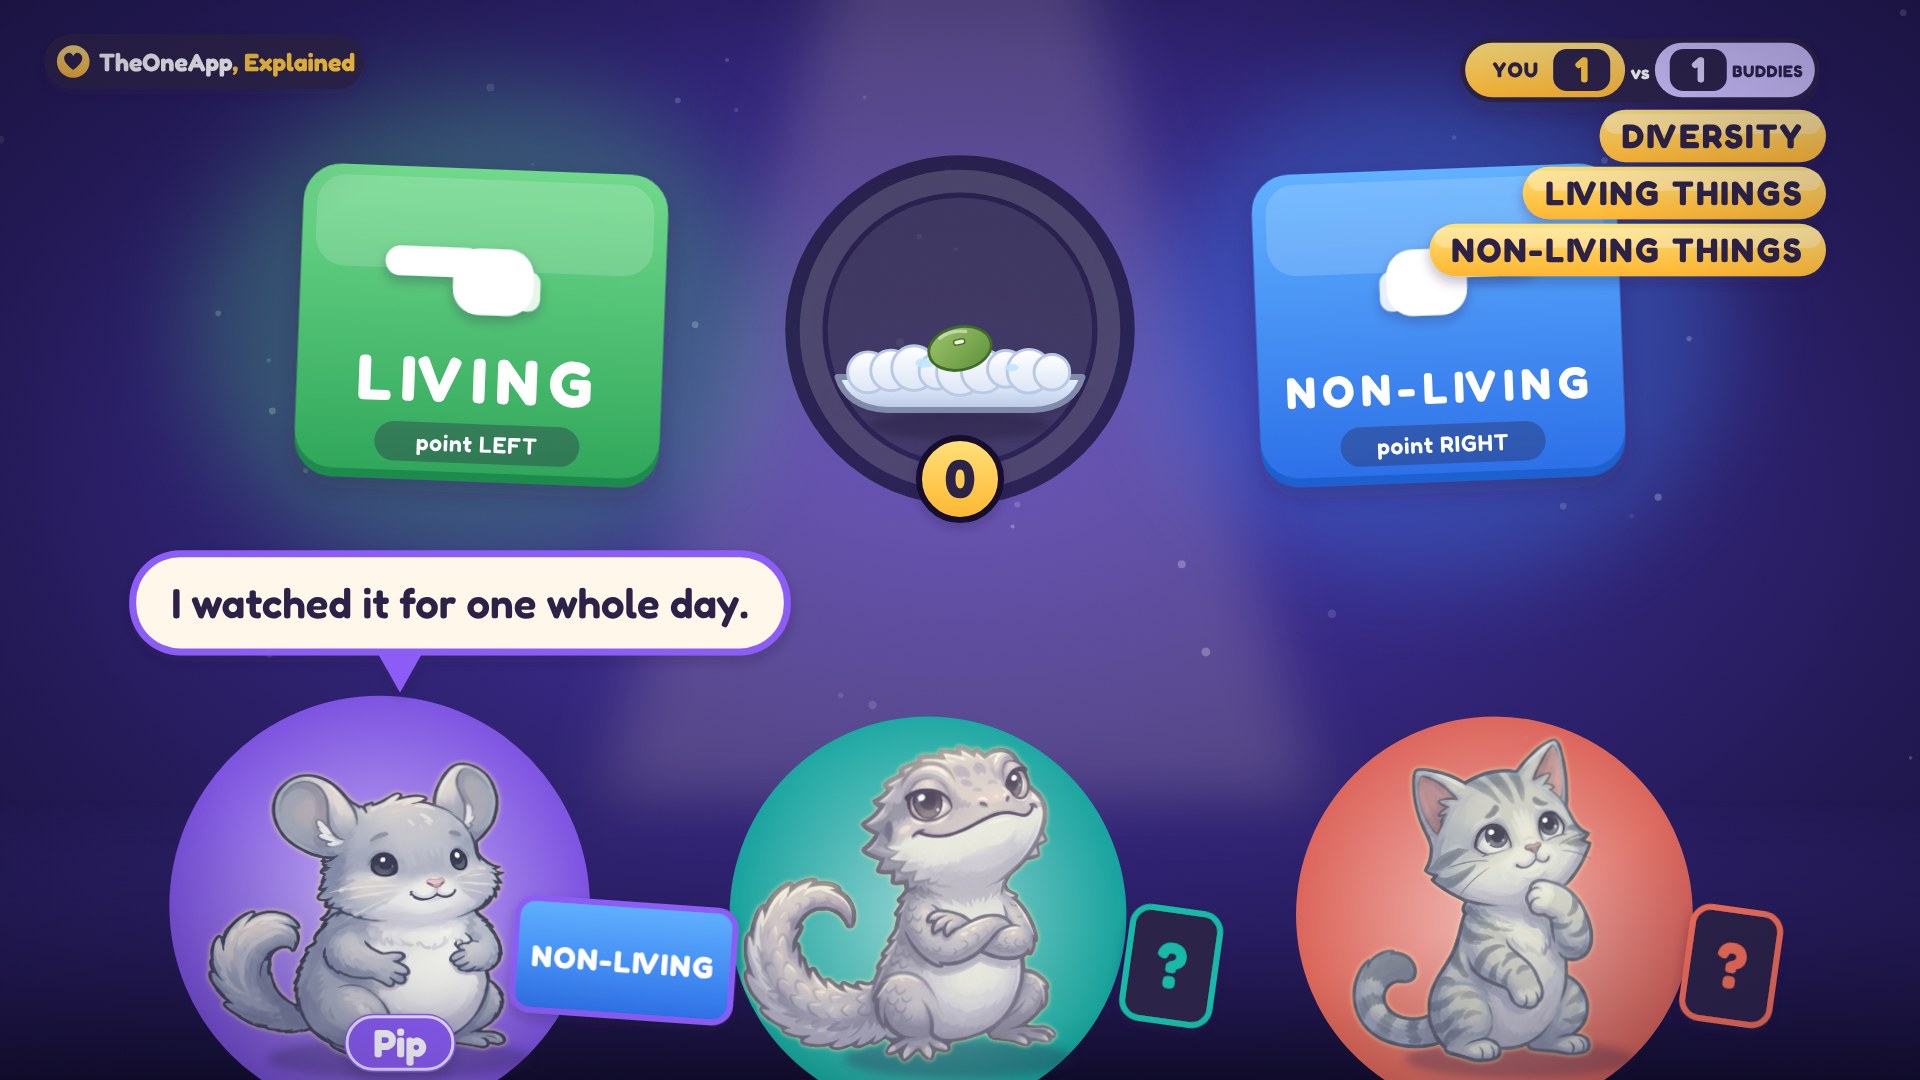 TheOneApp, Explained
YOU 1 vs 1 BUDDIES
DIVERSITY
LIVING THINGS
NON-LIVING THINGS
LIVING
point LEFT
0
NON-LIVING
point RIGHT
I watched it for one whole day.
NON-LIVING
?
?
Pip